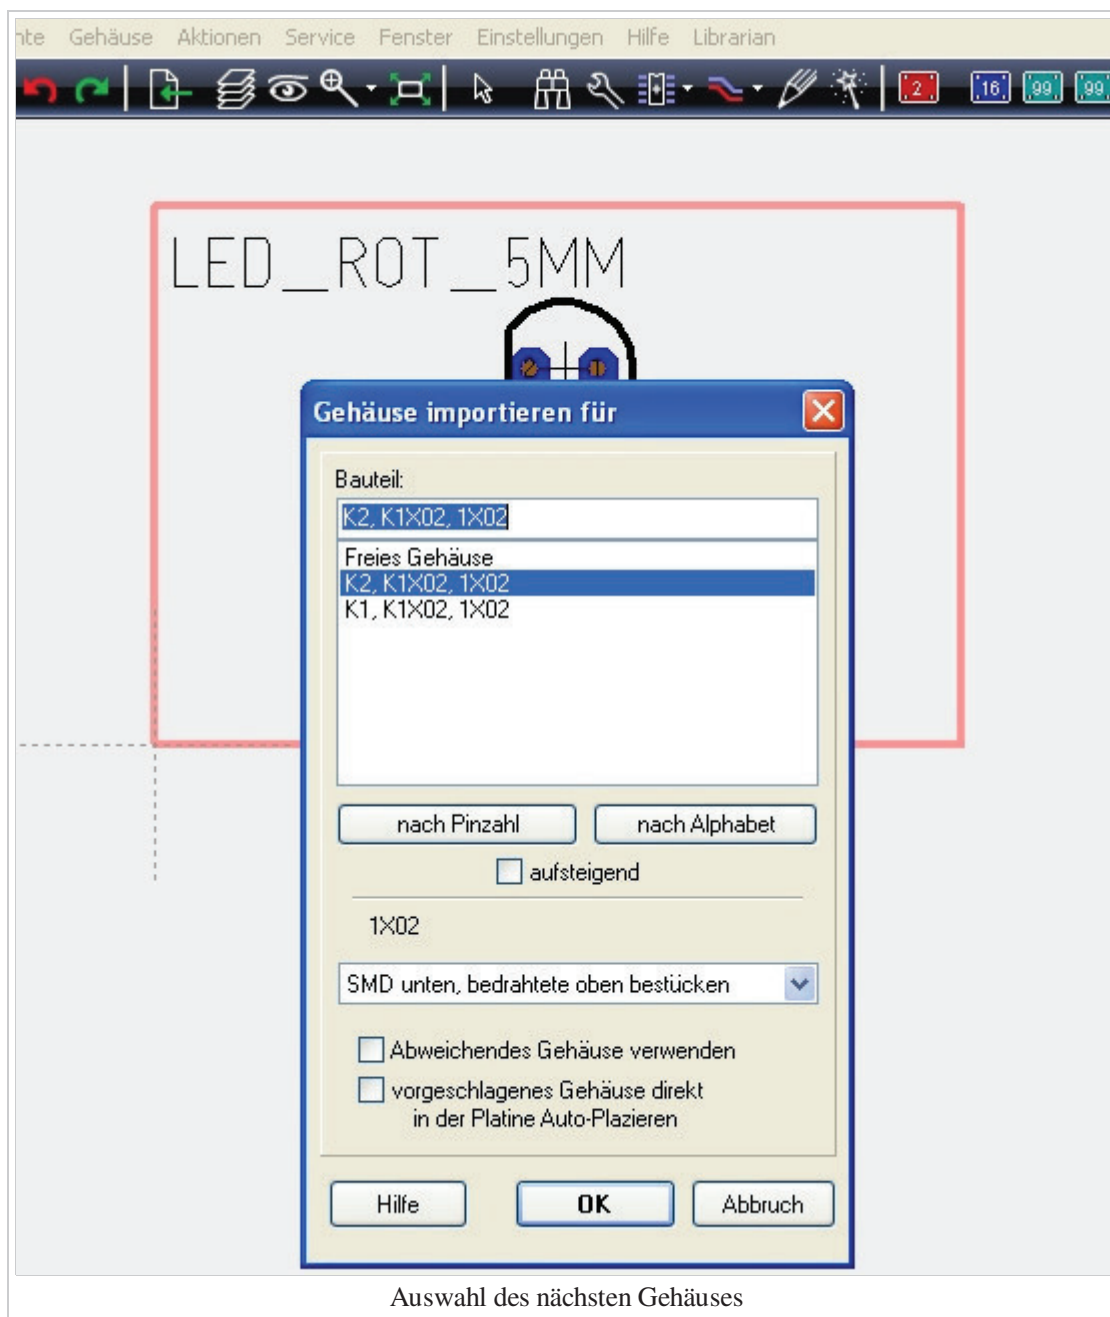 Gehäuse Aktionen Service Fenster Einstellungen Hilfe Librarian
2 16 99 99
LED_ROT_5MM
Gehäuse importieren für
Bauteil:
K2, K1X02, 1X02
Freies Gehäuse
K2, K1X02, 1X02
K1, K1X02, 1X02
nach Pinzahl nach Alphabet
aufsteigend
1X02
SMD unten, bedrahtete oben bestücken
Abweichendes Gehäuse verwenden
vorgeschlagenes Gehäuse direkt
in der Platine Auto-Plazieren
Hilfe OK Abbruch
Auswahl des nächsten Gehäuses